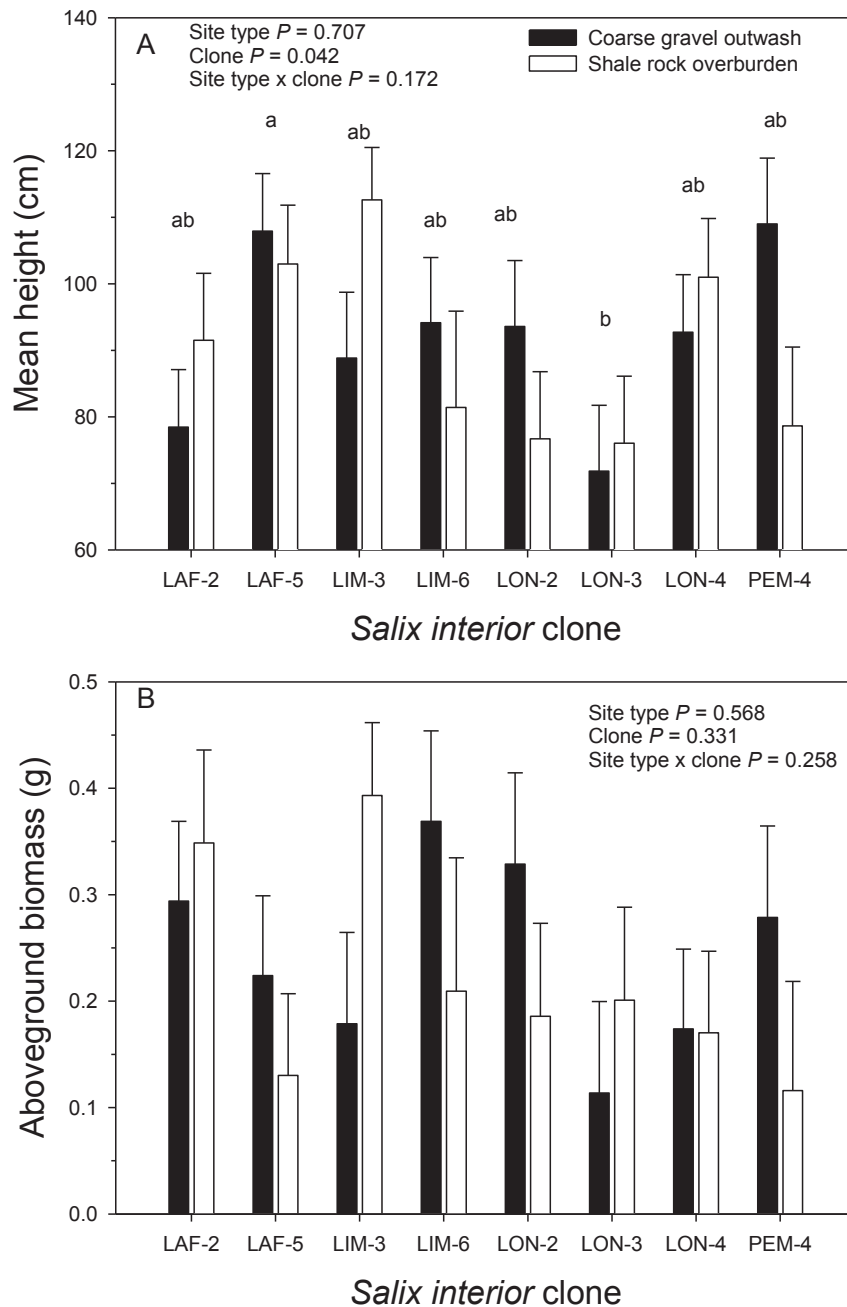 A
Site type P = 0.707
Clone P = 0.042
Site type x clone P = 0.172
Coarse gravel outwash
Shale rock overburden
140
120
100
80
60
Mean height (cm)
ab
a
ab
ab
ab
b
ab
ab
LAF-2 LAF-5 LIM-3 LIM-6 LON-2 LON-3 LON-4 PEM-4
Salix interior clone
B
Site type P = 0.568
Clone P = 0.331
Site type x clone P = 0.258
0.5
0.4
0.3
0.2
0.1
0.0
Aboveground biomass (g)
LAF-2 LAF-5 LIM-3 LIM-6 LON-2 LON-3 LON-4 PEM-4
Salix interior clone